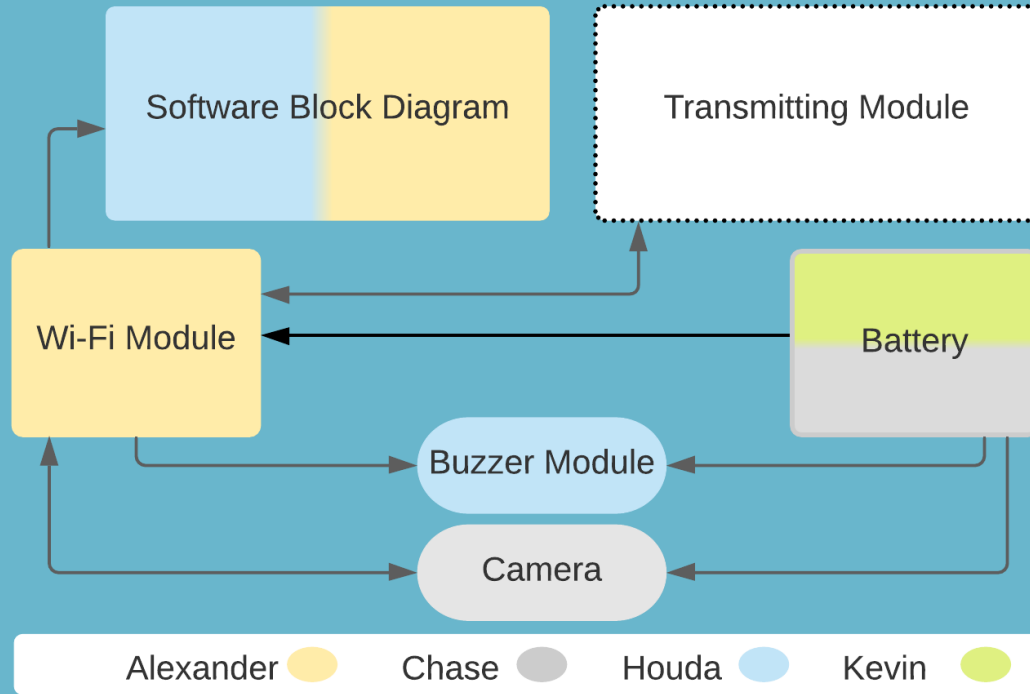 Software Block Diagram
Transmitting Module
Wi-Fi Module
Battery
Buzzer Module
Camera
Alexander Chase Houda Kevin